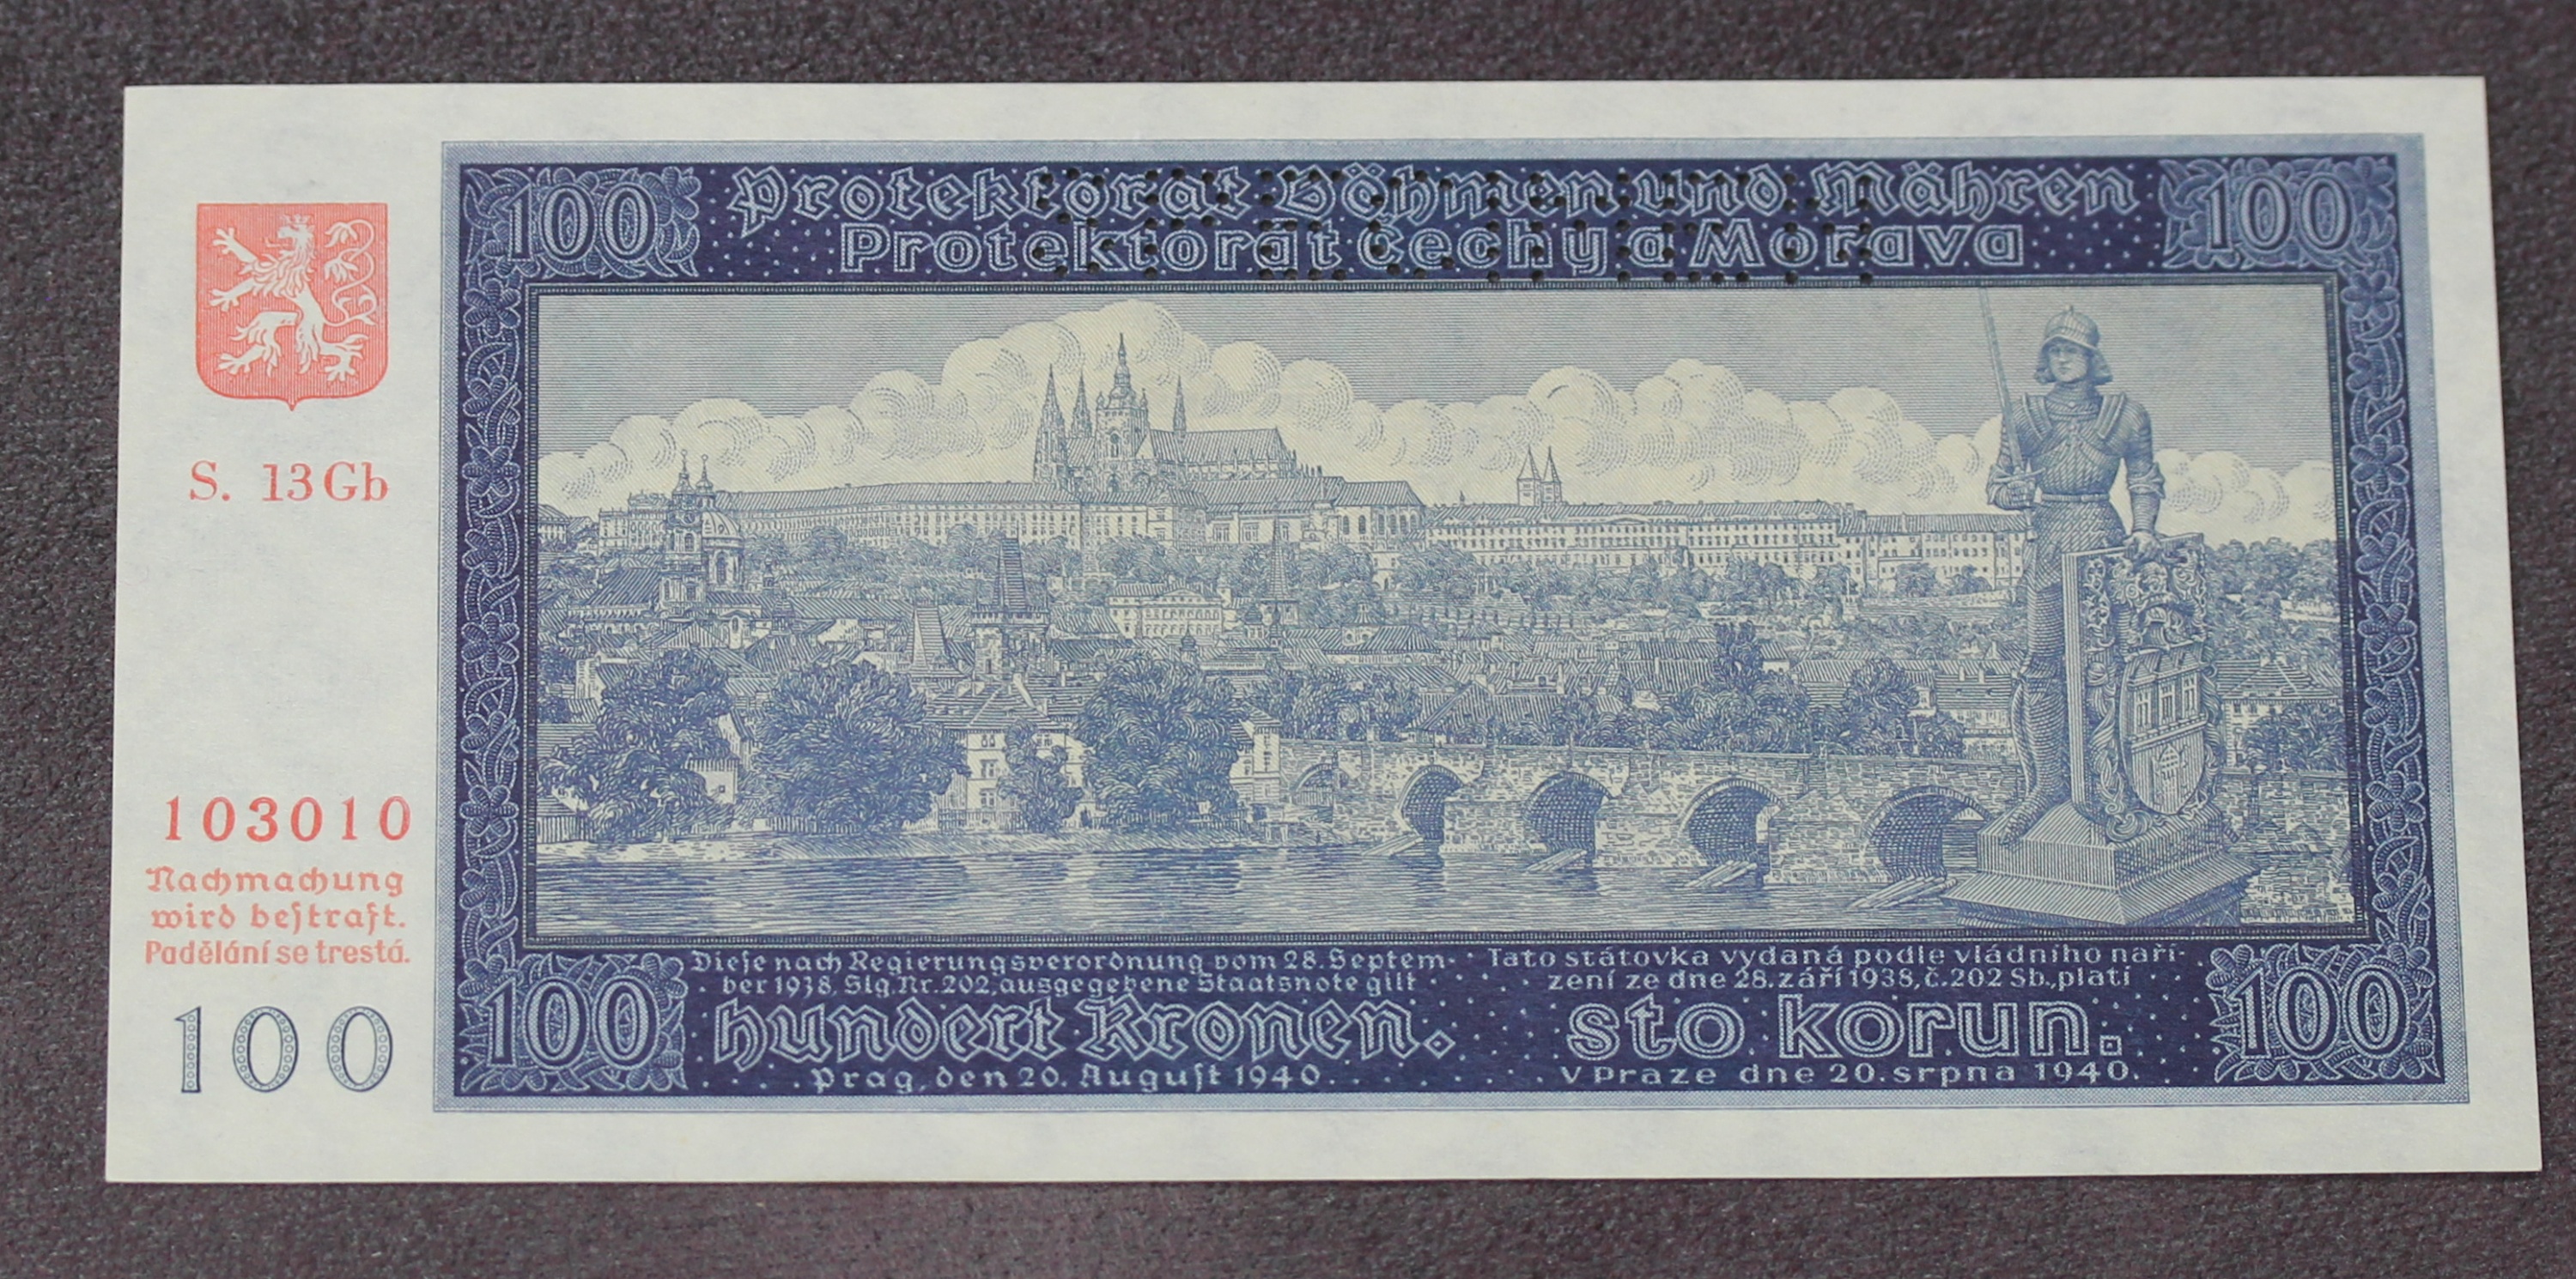 100 Protektorat Böhmen und Mähren 100
Protektorát Čechy a Morava
SPECIMEN
S. 13 Gb
103010
Nachmachung
wird bestraft.
Padělání se trestá.
100
Diese nach Regierungsverordnung vom 28. Septem-
ber 1938, Slg. Nr. 202, ausgegebene Staatsnote gilt
100 hundert Kronen.
Prag, den 20. August 1940.
Tato státovka vydaná podle vládního naří-
zení ze dne 28. září 1938, č. 202 Sb., platí
sto korun. 100
V Praze dne 20. srpna 1940.